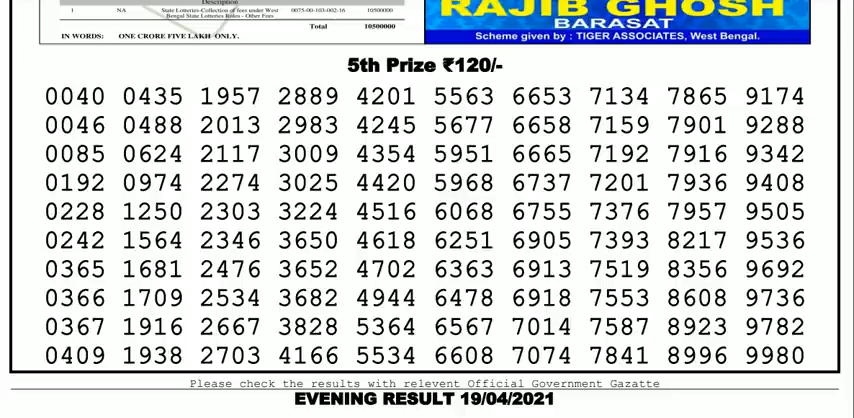 Description
1 NA State Lotteries-Collection of fees under West 0075-00-103-002-16 10500000
Bengal State Lotteries Rules - Other Fees
Total 10500000
IN WORDS: ONE CRORE FIVE LAKH ONLY.
RAJIB GHOSH
BARASAT
Scheme given by : TIGER ASSOCIATES, West Bengal.
5th Prize ₹120/-
0040 0435 1957 2889 4201 5563 6653 7134 7865 9174
0046 0488 2013 2983 4245 5677 6658 7159 7901 9288
0085 0624 2117 3009 4354 5951 6665 7192 7916 9342
0192 0974 2274 3025 4420 5968 6737 7201 7936 9408
0228 1250 2303 3224 4516 6068 6755 7376 7957 9505
0242 1564 2346 3650 4618 6251 6905 7393 8217 9536
0365 1681 2476 3652 4702 6363 6913 7519 8356 9692
0366 1709 2534 3682 4944 6478 6918 7553 8608 9736
0367 1916 2667 3828 5364 6567 7014 7587 8923 9782
0409 1938 2703 4166 5534 6608 7074 7841 8996 9980
Please check the results with relevent Official Government Gazatte
EVENING RESULT 19/04/2021